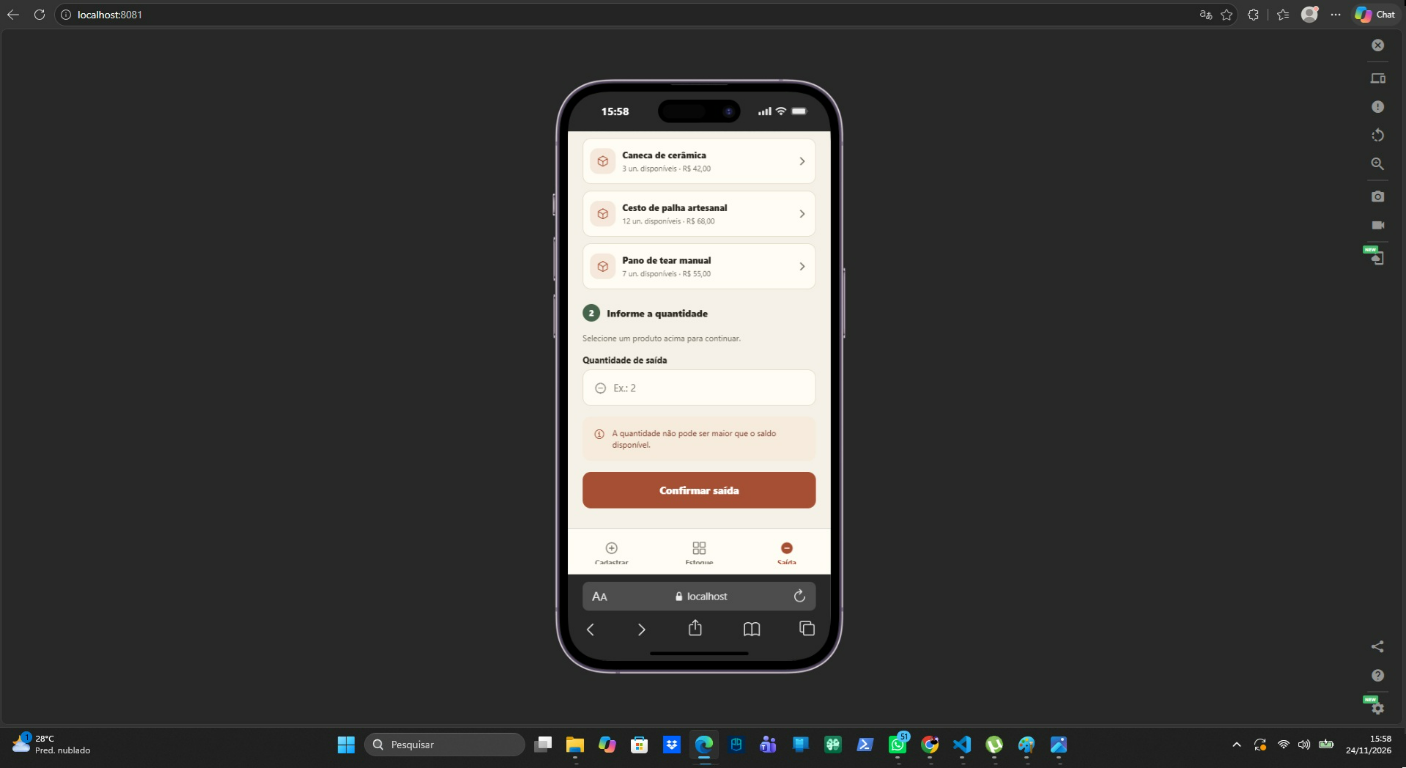 localhost:8081
Chat
15:58
Caneca de cerâmica
3 un. disponíveis · R$ 42,00
Cesto de palha artesanal
12 un. disponíveis · R$ 68,00
Pano de tear manual
7 un. disponíveis · R$ 55,00
2 Informe a quantidade
Selecione um produto acima para continuar.
Quantidade de saída
Ex.: 2
A quantidade não pode ser maior que o saldo
disponível.
Confirmar saída
Cadastrar Estoque Saída
AA localhost
NEW
NEW
1 28°C
Pred. nublado
Pesquisar
51
15:58
24/11/2026